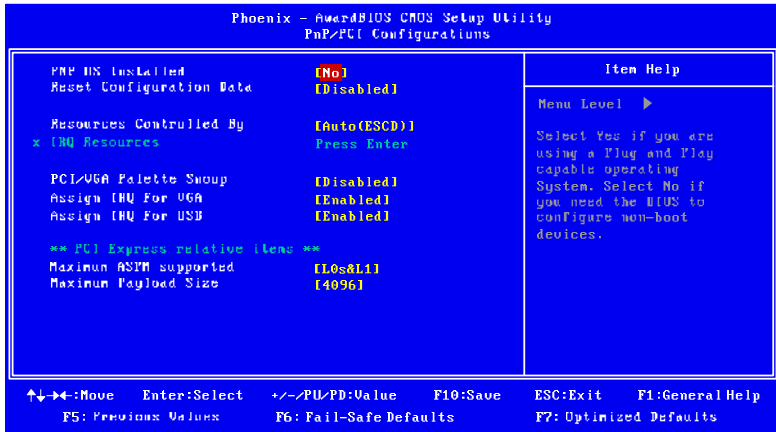 Phoenix - AwardBIOS CMOS Setup Utility
PnP/PCI Configurations
PNP OS Installed [No]
Reset Configuration Data [Disabled]
Resources Controlled By [Auto(ESCD)]
x IRQ Resources Press Enter
PCI/VGA Palette Snoop [Disabled]
Assign IRQ For VGA [Enabled]
Assign IRQ For USB [Enabled]
** PCI Express relative items **
Maximum ASPM supported [L0s&L1]
Maximum Payload Size [4096]
Item Help
Menu Level ▶
Select Yes if you are
using a Plug and Play
capable operating
System. Select No if
you need the BIOS to
configure non-boot
devices.
↑↓→←:Move Enter:Select +/-/PU/PD:Value F10:Save ESC:Exit F1:General Help
F5: Previous Values F6: Fail-Safe Defaults F7: Optimized Defaults